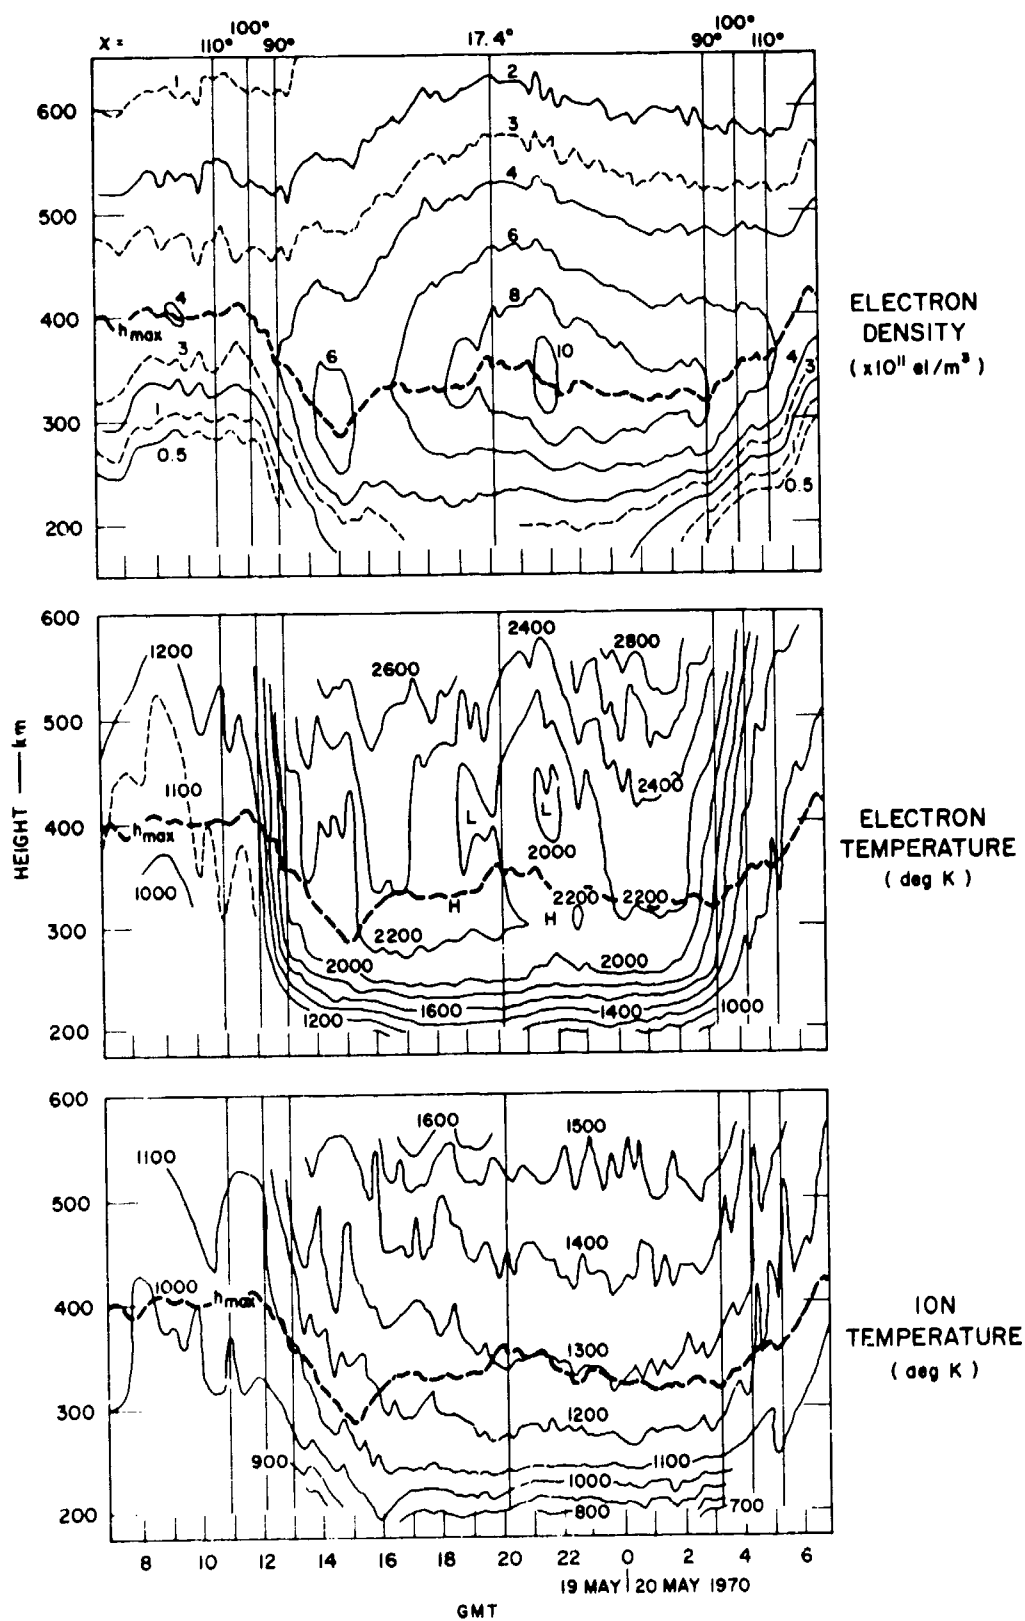 χ = 110° 100° 90° 17.4° 90° 100° 110°
600
500
400
300
200
1
2
3
4
6
8
10
4
hmax
3
1
0.5
6
4
3
0.5
ELECTRON
DENSITY
(x10¹¹ el/m³)
600
500
400
300
200
HEIGHT — km
1200
1100
hmax
1000
2600
2400
2800
2400
L
L
2000
2200
2200
H
H
2200
2000
2000
1600
1400
1000
1200
ELECTRON
TEMPERATURE
(deg K)
600
500
400
300
200
1100
1000
hmax
900
1600
1500
1400
1300
1200
1100
1000
800
700
ION
TEMPERATURE
(deg K)
8 10 12 14 16 18 20 22 0 2 4 6
19 MAY 20 MAY 1970
GMT